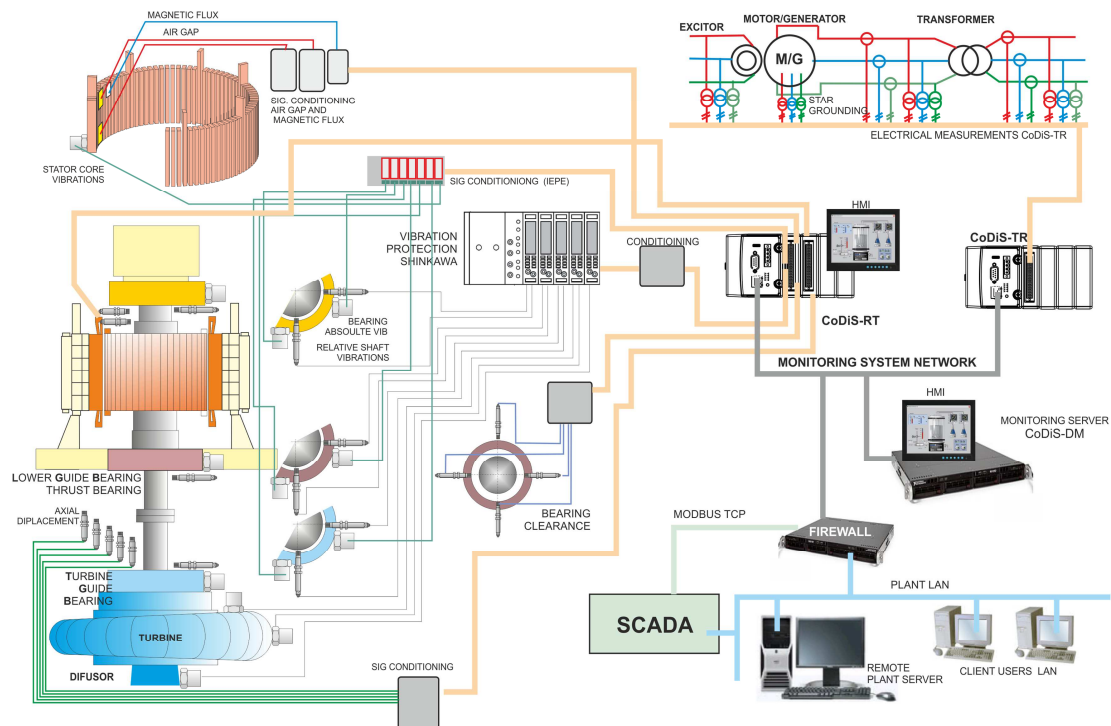 MAGNETIC FLUX
AIR GAP
SIG. CONDITIONING
AIR GAP AND
MAGNETIC FLUX
STATOR CORE
VIBRATIONS
EXCITOR
MOTOR/GENERATOR
TRANSFORMER
M/G
STAR
GROUNDING
ELECTRICAL MEASUREMENTS CoDiS-TR
SIG CONDITIONIONG (IEPE)
VIBRATION
PROTECTION
SHINKAWA
CONDITIOINING
HMI
CoDiS-RT
CoDiS-TR
BEARING
ABSOULTE VIB
RELATIVE SHAFT
VIBRATIONS
MONITORING SYSTEM NETWORK
HMI
MONITORING SERVER
CoDiS-DM
LOWER GUIDE BEARING
THRUST BEARING
AXIAL
DIPLACEMENT
BEARING
CLEARANCE
MODBUS TCP
FIREWALL
TURBINE
GUIDE
BEARING
PLANT LAN
SCADA
TURBINE
DIFUSOR
SIG CONDITIONING
REMOTE
PLANT SERVER
CLIENT USERS LAN